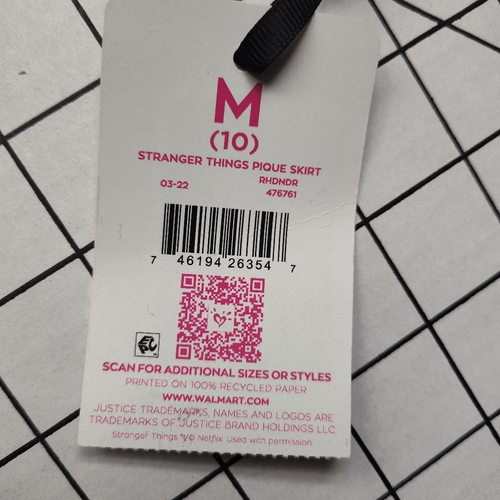 M
(10)
STRANGER THINGS PIQUE SKIRT
03-22 RHDNDR
476761
7 46194 26354 7
SCAN FOR ADDITIONAL SIZES OR STYLES
PRINTED ON 100% RECYCLED PAPER
WWW.WALMART.COM
JUSTICE TRADEMARKS, NAMES AND LOGOS ARE
TRADEMARKS OF JUSTICE BRAND HOLDINGS LLC.
Stranger Things ™/© Netflix. Used with permission.